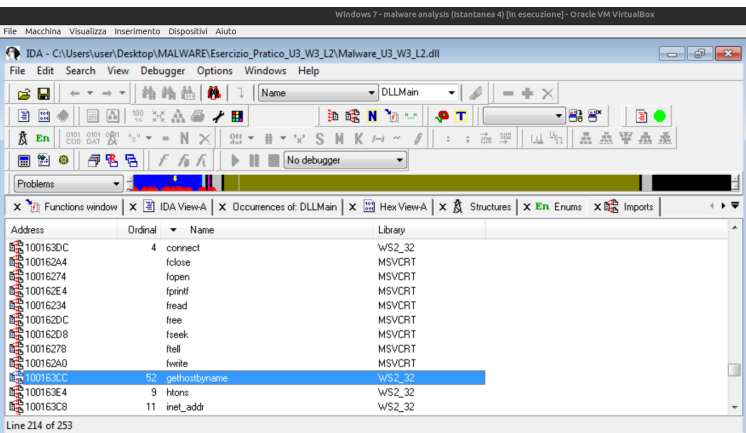 Windows 7 - malware analysis (Istantanea 4) [In esecuzione] - Oracle VM VirtualBox
File Macchina Visualizza Inserimento Dispositivi Aiuto
IDA - C:\Users\user\Desktop\MALWARE\Esercizio_Pratico_U3_W3_L2\Malware_U3_W3_L2.dll
File Edit Search View Debugger Options Windows Help
Name DLLMain
En S M K
No debugger
Problems
Functions window IDA View-A Occurrences of: DLLMain Hex View-A Structures En Enums Imports
Address Ordinal Name Library
100163DC 4 connect WS2_32
100162A4 fclose MSVCRT
10016274 fopen MSVCRT
100162E4 fprintf MSVCRT
10016234 fread MSVCRT
100162DC free MSVCRT
100162D8 fseek MSVCRT
10016278 ftell MSVCRT
100162A0 fwrite MSVCRT
100163CC 52 gethostbyname WS2_32
100163E4 9 htons WS2_32
100163C8 11 inet_addr WS2_32
Line 214 of 253